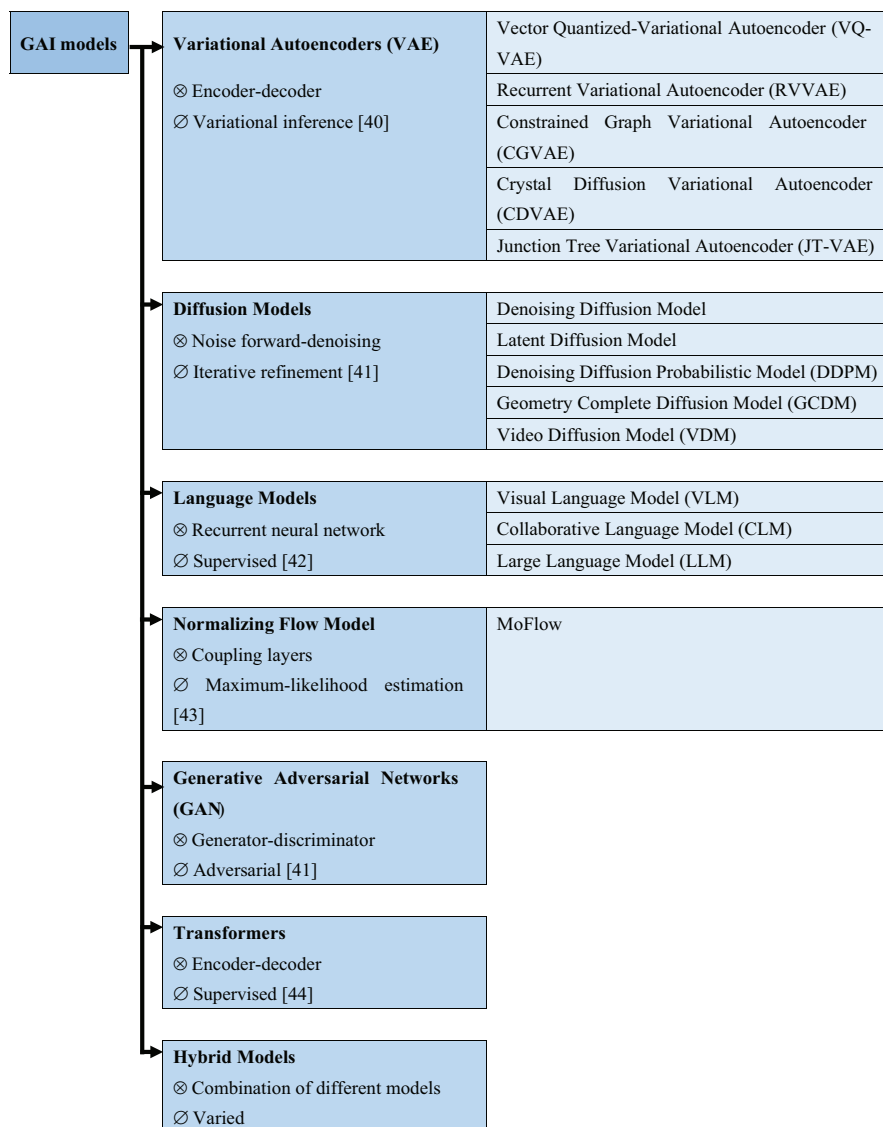 GAI models
Variational Autoencoders (VAE)
⊗ Encoder-decoder
∅ Variational inference [40]
Vector Quantized-Variational Autoencoder (VQ-
VAE)
Recurrent Variational Autoencoder (RVVAE)
Constrained Graph Variational Autoencoder
(CGVAE)
Crystal Diffusion Variational Autoencoder
(CDVAE)
Junction Tree Variational Autoencoder (JT-VAE)
Diffusion Models
⊗ Noise forward-denoising
∅ Iterative refinement [41]
Denoising Diffusion Model
Latent Diffusion Model
Denoising Diffusion Probabilistic Model (DDPM)
Geometry Complete Diffusion Model (GCDM)
Video Diffusion Model (VDM)
Language Models
⊗ Recurrent neural network
∅ Supervised [42]
Visual Language Model (VLM)
Collaborative Language Model (CLM)
Large Language Model (LLM)
Normalizing Flow Model
⊗ Coupling layers
∅ Maximum-likelihood estimation
[43]
MoFlow
Generative Adversarial Networks
(GAN)
⊗ Generator-discriminator
∅ Adversarial [41]
Transformers
⊗ Encoder-decoder
∅ Supervised [44]
Hybrid Models
⊗ Combination of different models
∅ Varied